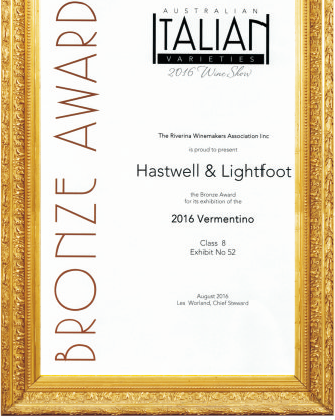 BRONZE AWARD
AUSTRALIAN
ITALIAN
VARIETIES
2016 Wine Show
The Riverina Winemakers Association Inc
is proud to present
Hastwell & Lightfoot
the Bronze Award
for its exhibition of the
2016 Vermentino
Class 8
Exhibit No 52
August 2016
Les Worland, Chief Steward